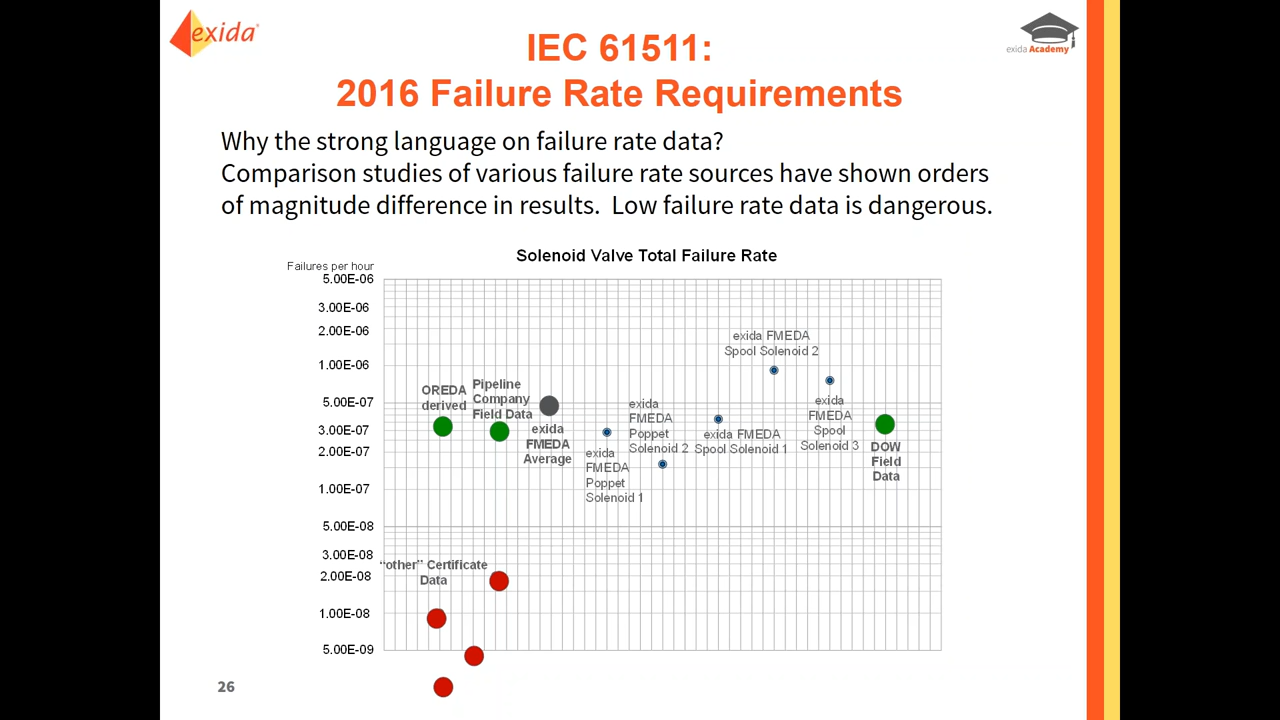 exida
exida Academy
IEC 61511:
2016 Failure Rate Requirements
Why the strong language on failure rate data?
Comparison studies of various failure rate sources have shown orders
of magnitude difference in results.  Low failure rate data is dangerous.
Solenoid Valve Total Failure Rate
Failures per hour
5.00E-06
3.00E-06
2.00E-06
1.00E-06
5.00E-07
3.00E-07
2.00E-07
1.00E-07
5.00E-08
3.00E-08
2.00E-08
1.00E-08
5.00E-09
OREDA
derived
Pipeline
Company
Field Data
exida
FMEDA
Average
exida
FMEDA
Poppet
Solenoid 1
exida
FMEDA
Poppet
Solenoid 2
exida FMEDA
Spool Solenoid 1
exida FMEDA
Spool Solenoid 2
exida
FMEDA
Spool
Solenoid 3
DOW
Field
Data
“other” Certificate
Data
26